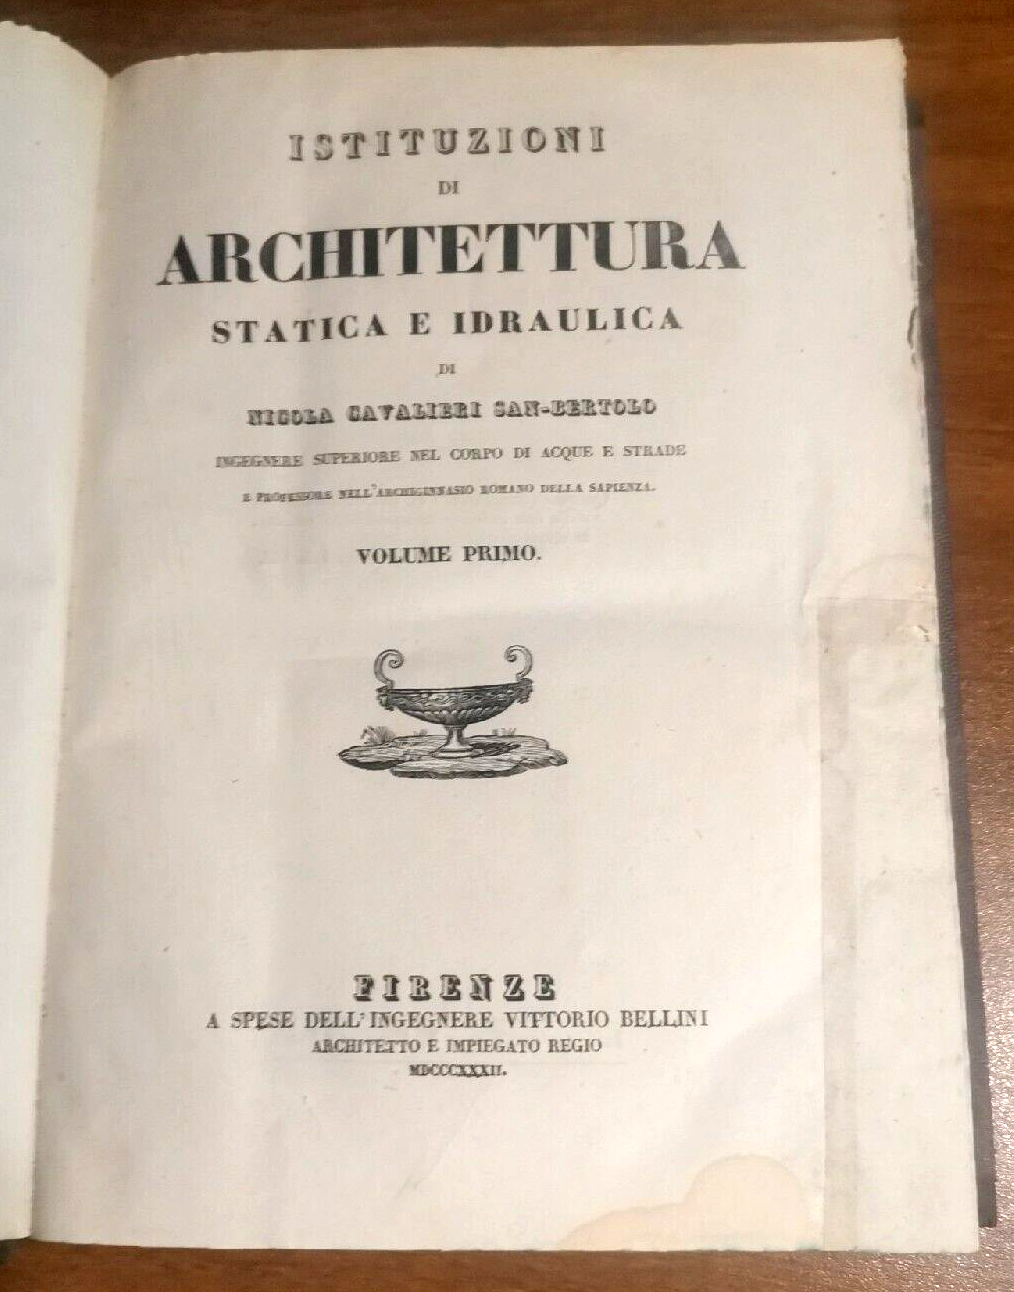 ISTITUZIONI
DI
ARCHITETTURA
STATICA E IDRAULICA
DI
NICOLA CAVALIERI SAN-BERTOLO
INGEGNERE SUPERIORE NEL CORPO DI ACQUE E STRADE
E PROFESSORE NELL'ARCHIGINNASIO ROMANO DELLA SAPIENZA.
VOLUME PRIMO.
FIRENZE
A SPESE DELL'INGEGNERE VITTORIO BELLINI
ARCHITETTO E IMPIEGATO REGIO
MDCCCXXXII.